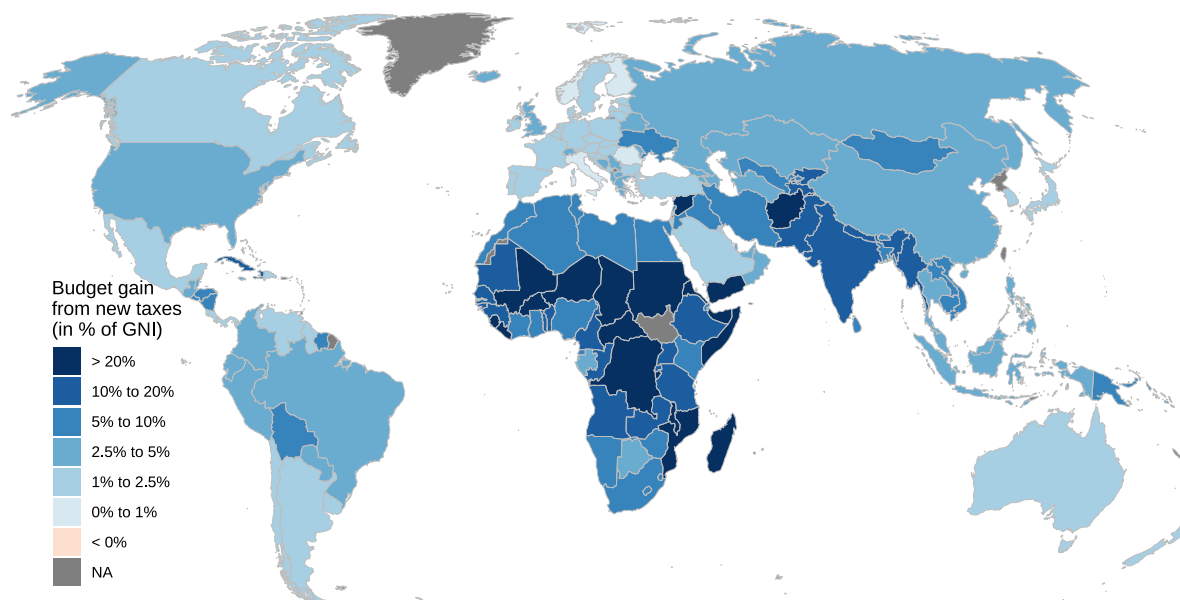 Budget gain
from new taxes
(in % of GNI)
> 20%
10% to 20%
5% to 10%
2.5% to 5%
1% to 2.5%
0% to 1%
< 0%
NA